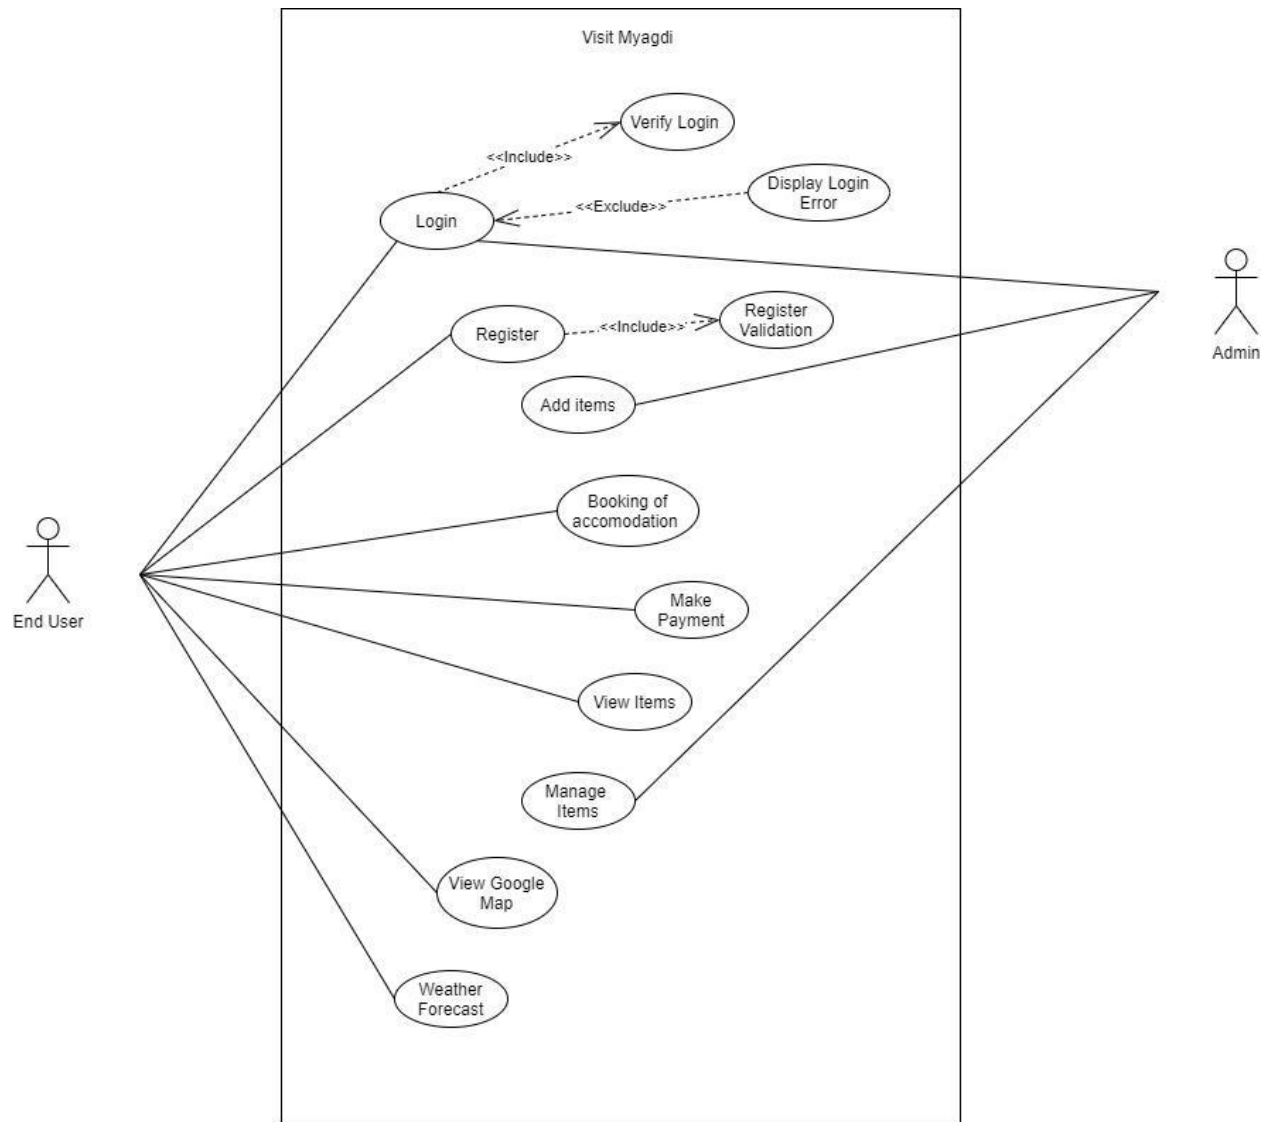 Visit Myagdi
Verify Login
<<Include>>
Display Login
Error
<<Exclude>>
Login
Register
<<Include>>
Register
Validation
Admin
Add items
Booking of
accomodation
End User
Make
Payment
View Items
Manage
Items
View Google
Map
Weather
Forecast